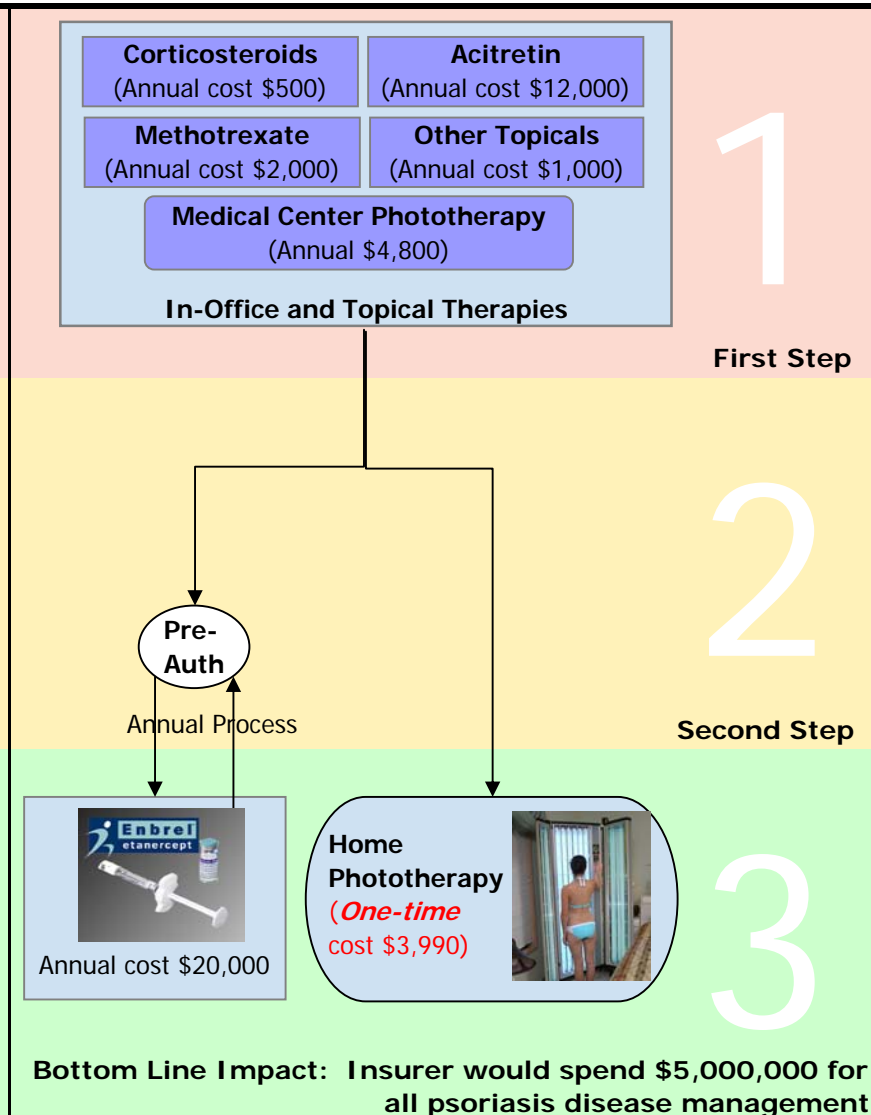 Corticosteroids
(Annual cost $500)
Acitretin
(Annual cost $12,000)
Methotrexate
(Annual cost $2,000)
Other Topicals
(Annual cost $1,000)
Medical Center Phototherapy
(Annual $4,800)
In-Office and Topical Therapies
1
First Step
Pre-
Auth
Annual Process
2
Second Step
Enbrel
etanercept
Annual cost $20,000
Home
Phototherapy
(One-time
cost $3,990)
3
Bottom Line Impact: Insurer would spend $5,000,000 for
all psoriasis disease management